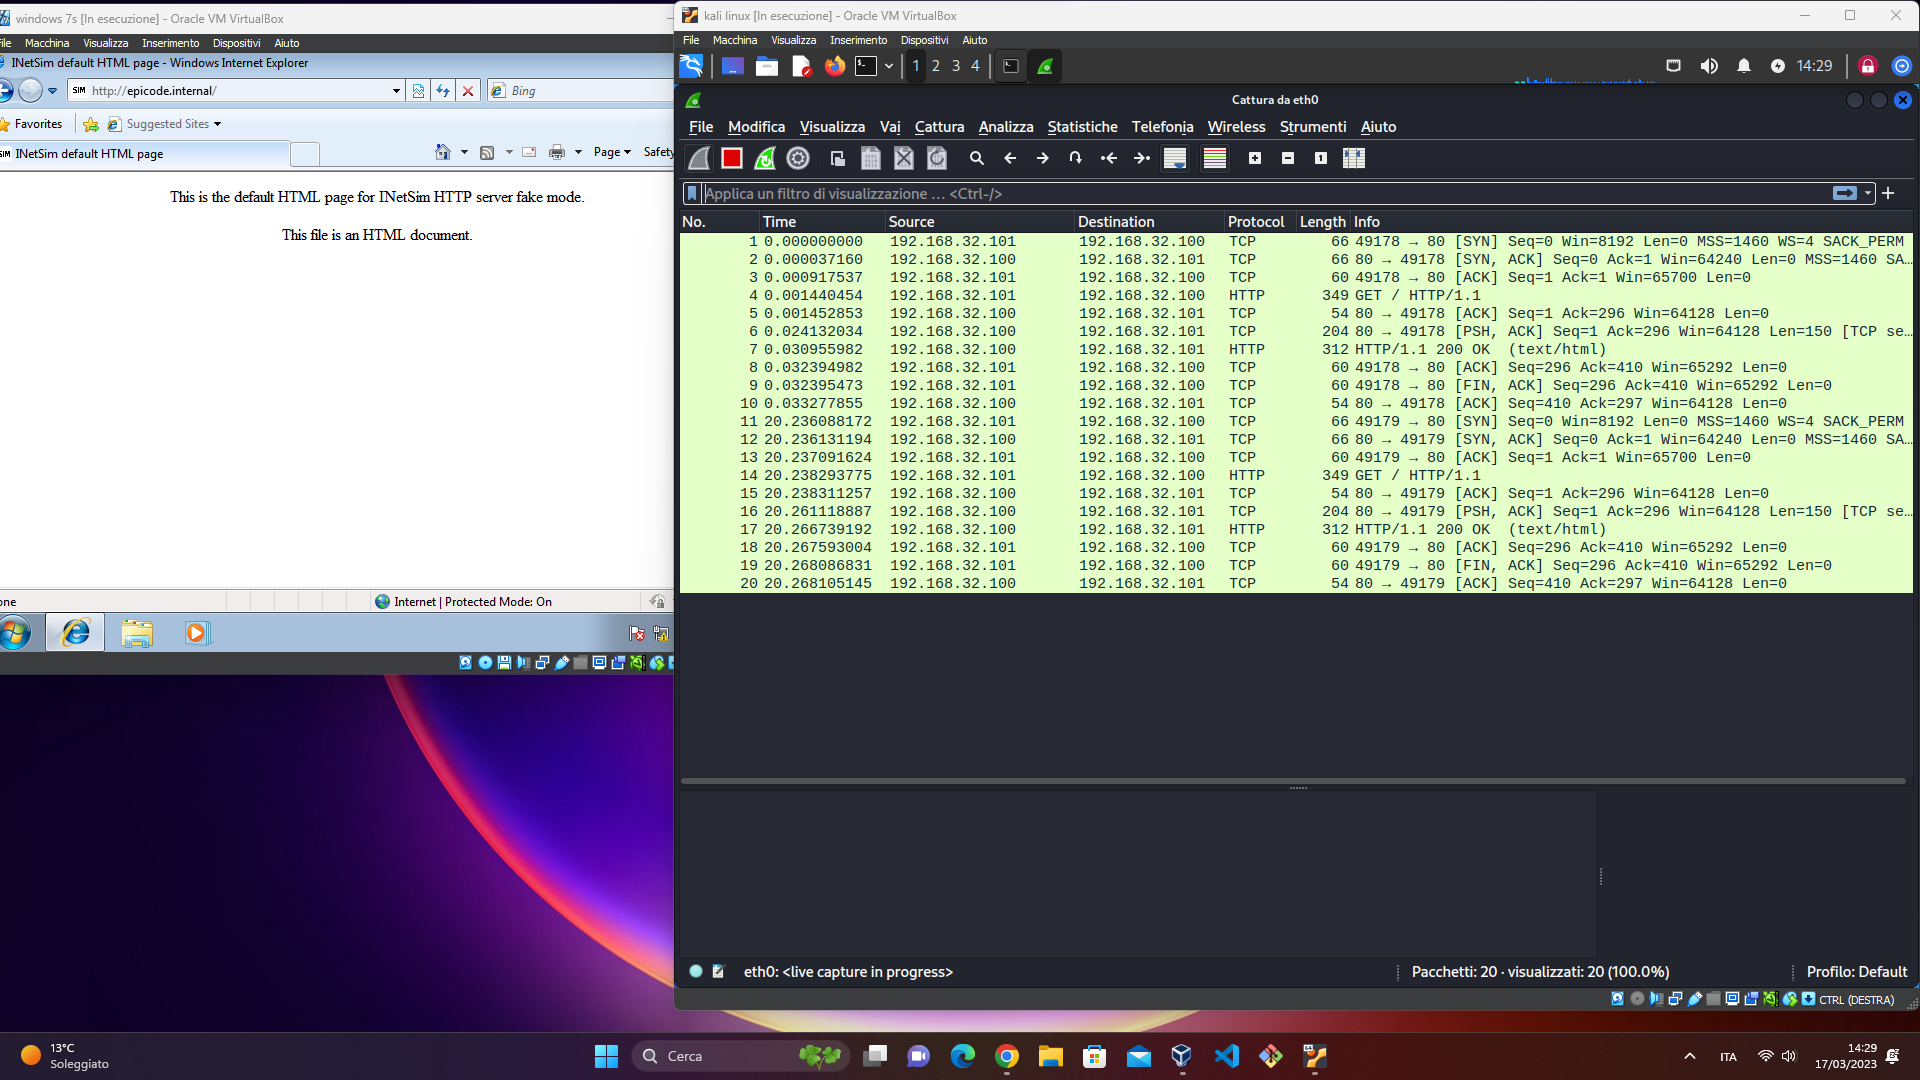 windows 7s [In esecuzione] - Oracle VM VirtualBox
ile Macchina Visualizza Inserimento Dispositivi Aiuto
INetSim default HTML page - Windows Internet Explorer
SIM http://epicode.internal/
Bing
Favorites Suggested Sites
INetSim default HTML page
Page Safety
This is the default HTML page for INetSim HTTP server fake mode.
This file is an HTML document.
one
Internet | Protected Mode: On
kali linux [In esecuzione] - Oracle VM VirtualBox
File Macchina Visualizza Inserimento Dispositivi Aiuto
1 2 3 4
14:29
Cattura da eth0
File Modifica Visualizza Vai Cattura Analizza Statistiche Telefonia Wireless Strumenti Aiuto
Applica un filtro di visualizzazione … <Ctrl-/>
No. Time Source Destination Protocol Length Info
1 0.000000000 192.168.32.101 192.168.32.100 TCP 66 49178 → 80 [SYN] Seq=0 Win=8192 Len=0 MSS=1460 WS=4 SACK_PERM
2 0.000037160 192.168.32.100 192.168.32.101 TCP 66 80 → 49178 [SYN, ACK] Seq=0 Ack=1 Win=64240 Len=0 MSS=1460 SA…
3 0.000917537 192.168.32.101 192.168.32.100 TCP 60 49178 → 80 [ACK] Seq=1 Ack=1 Win=65700 Len=0
4 0.001440454 192.168.32.101 192.168.32.100 HTTP 349 GET / HTTP/1.1
5 0.001452853 192.168.32.100 192.168.32.101 TCP 54 80 → 49178 [ACK] Seq=1 Ack=296 Win=64128 Len=0
6 0.024132034 192.168.32.100 192.168.32.101 TCP 204 80 → 49178 [PSH, ACK] Seq=1 Ack=296 Win=64128 Len=150 [TCP se…
7 0.030955982 192.168.32.100 192.168.32.101 HTTP 312 HTTP/1.1 200 OK (text/html)
8 0.032394982 192.168.32.101 192.168.32.100 TCP 60 49178 → 80 [ACK] Seq=296 Ack=410 Win=65292 Len=0
9 0.032395473 192.168.32.101 192.168.32.100 TCP 60 49178 → 80 [FIN, ACK] Seq=296 Ack=410 Win=65292 Len=0
10 0.033277855 192.168.32.100 192.168.32.101 TCP 54 80 → 49178 [ACK] Seq=410 Ack=297 Win=64128 Len=0
11 20.236088172 192.168.32.101 192.168.32.100 TCP 66 49179 → 80 [SYN] Seq=0 Win=8192 Len=0 MSS=1460 WS=4 SACK_PERM
12 20.236131194 192.168.32.100 192.168.32.101 TCP 66 80 → 49179 [SYN, ACK] Seq=0 Ack=1 Win=64240 Len=0 MSS=1460 SA…
13 20.237091624 192.168.32.101 192.168.32.100 TCP 60 49179 → 80 [ACK] Seq=1 Ack=1 Win=65700 Len=0
14 20.238293775 192.168.32.101 192.168.32.100 HTTP 349 GET / HTTP/1.1
15 20.238311257 192.168.32.100 192.168.32.101 TCP 54 80 → 49179 [ACK] Seq=1 Ack=296 Win=64128 Len=0
16 20.261118887 192.168.32.100 192.168.32.101 TCP 204 80 → 49179 [PSH, ACK] Seq=1 Ack=296 Win=64128 Len=150 [TCP se…
17 20.266739192 192.168.32.100 192.168.32.101 HTTP 312 HTTP/1.1 200 OK (text/html)
18 20.267593004 192.168.32.101 192.168.32.100 TCP 60 49179 → 80 [ACK] Seq=296 Ack=410 Win=65292 Len=0
19 20.268086831 192.168.32.101 192.168.32.100 TCP 60 49179 → 80 [FIN, ACK] Seq=296 Ack=410 Win=65292 Len=0
20 20.268105145 192.168.32.100 192.168.32.101 TCP 54 80 → 49179 [ACK] Seq=410 Ack=297 Win=64128 Len=0
eth0: <live capture in progress>
Pacchetti: 20 · visualizzati: 20 (100.0%)
Profilo: Default
CTRL (DESTRA)
13°C
Soleggiato
Cerca
ITA
14:29
17/03/2023